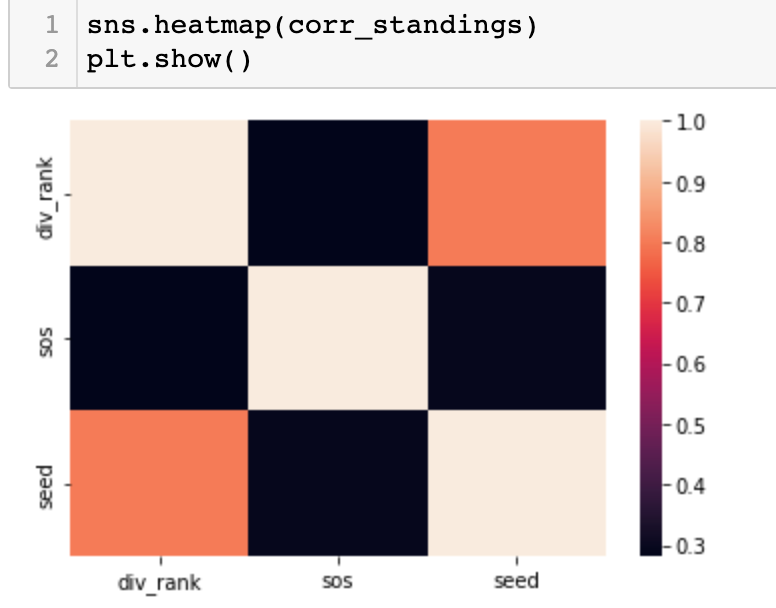 1 sns.heatmap(corr_standings)
2 plt.show()
1.0
div_rank
0.9
0.8
0.7
sos
0.6
0.5
seed
0.4
0.3
div_rank sos seed